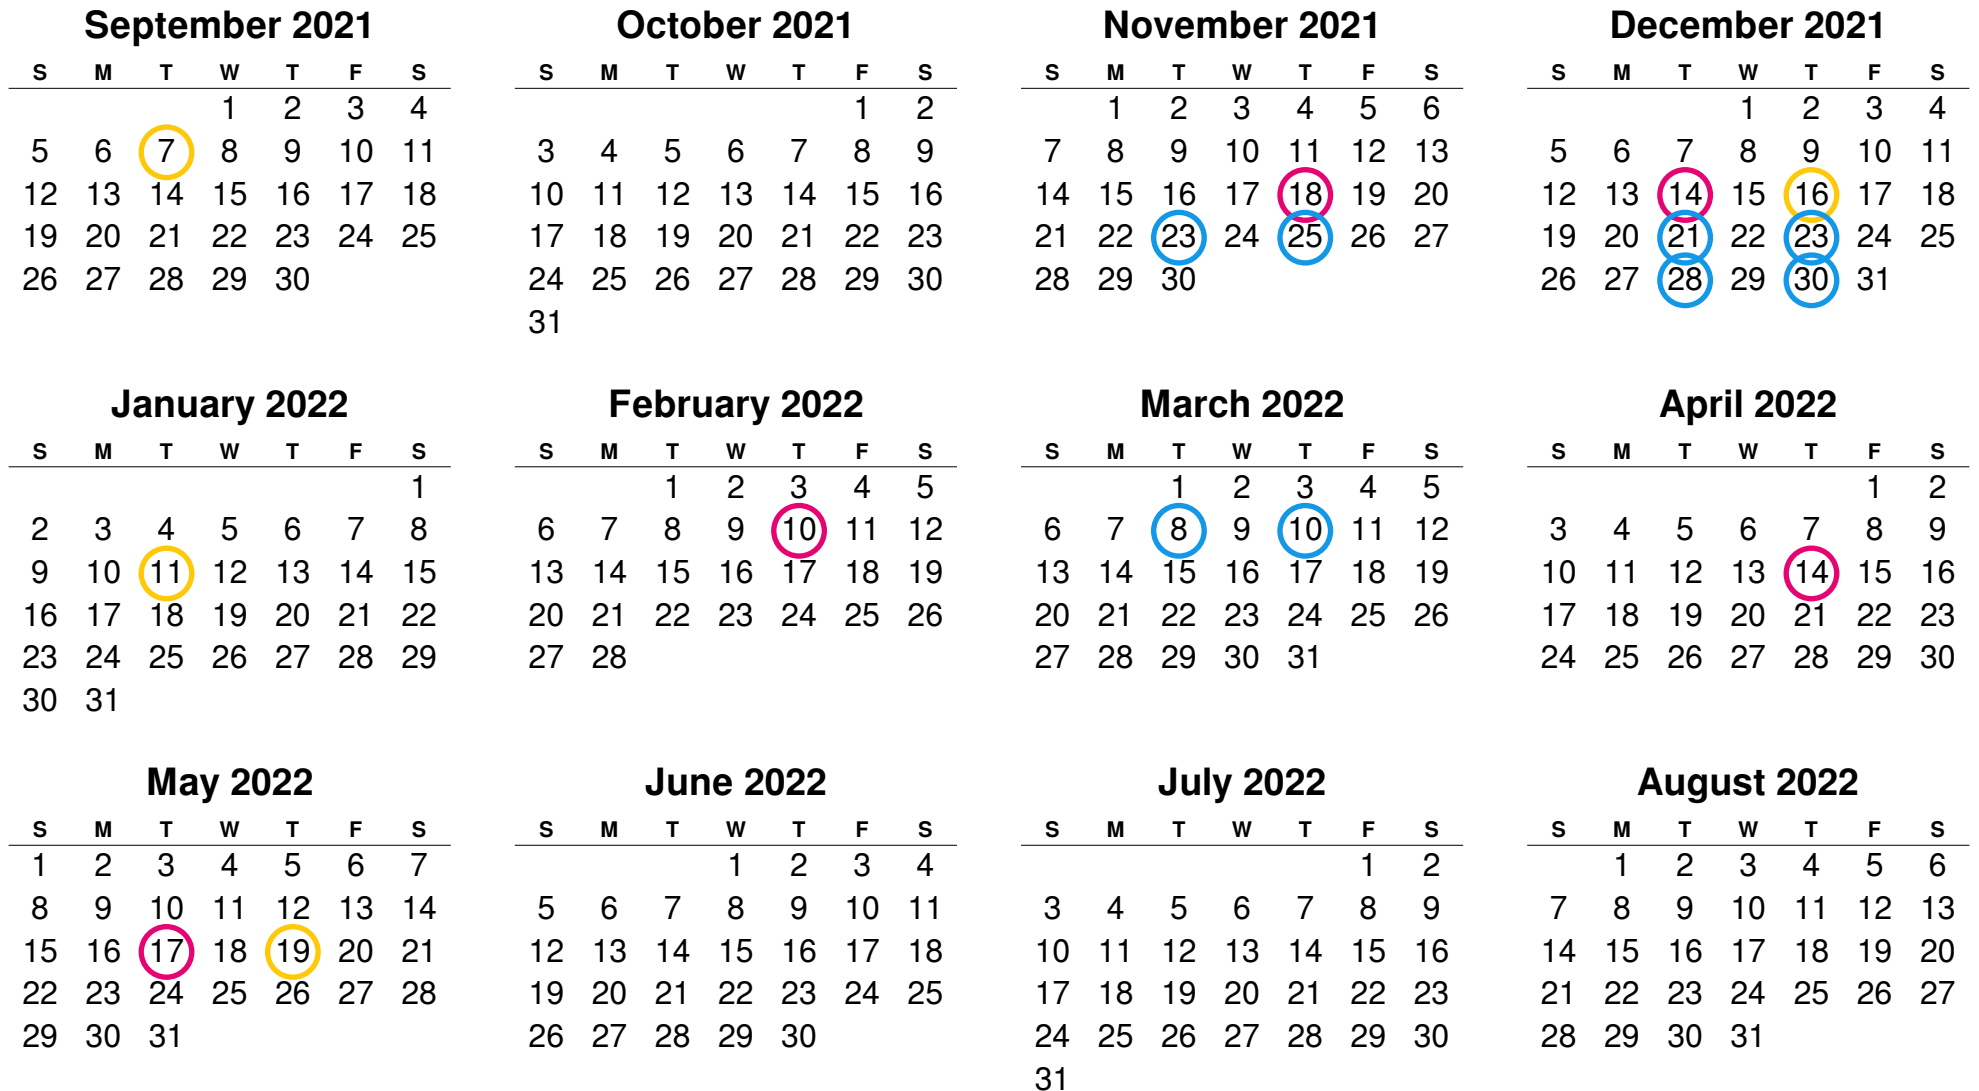 September 2021 October 2021 November 2021 December 2021
S M T W T F S S M T W T F S S M T W T F S S M T W T F S
1 2 3 4 1 2 1 2 3 4 5 6 1 2 3 4
5 6 7 8 9 10 11 3 4 5 6 7 8 9 7 8 9 10 11 12 13 5 6 7 8 9 10 11
12 13 14 15 16 17 18 10 11 12 13 14 15 16 14 15 16 17 18 19 20 12 13 14 15 16 17 18
19 20 21 22 23 24 25 17 18 19 20 21 22 23 21 22 23 24 25 26 27 19 20 21 22 23 24 25
26 27 28 29 30 24 25 26 27 28 29 30 28 29 30 26 27 28 29 30 31
31
January 2022 February 2022 March 2022 April 2022
S M T W T F S S M T W T F S S M T W T F S S M T W T F S
1 1 2 3 4 5 1 2 3 4 5 1 2
2 3 4 5 6 7 8 6 7 8 9 10 11 12 6 7 8 9 10 11 12 3 4 5 6 7 8 9
9 10 11 12 13 14 15 13 14 15 16 17 18 19 13 14 15 16 17 18 19 10 11 12 13 14 15 16
16 17 18 19 20 21 22 20 21 22 23 24 25 26 20 21 22 23 24 25 26 17 18 19 20 21 22 23
23 24 25 26 27 28 29 27 28 27 28 29 30 31 24 25 26 27 28 29 30
30 31
May 2022 June 2022 July 2022 August 2022
S M T W T F S S M T W T F S S M T W T F S S M T W T F S
1 2 3 4 5 6 7 1 2 3 4 1 2 1 2 3 4 5 6
8 9 10 11 12 13 14 5 6 7 8 9 10 11 3 4 5 6 7 8 9 7 8 9 10 11 12 13
15 16 17 18 19 20 21 12 13 14 15 16 17 18 10 11 12 13 14 15 16 14 15 16 17 18 19 20
22 23 24 25 26 27 28 19 20 21 22 23 24 25 17 18 19 20 21 22 23 21 22 23 24 25 26 27
29 30 31 26 27 28 29 30 24 25 26 27 28 29 30 28 29 30 31
31